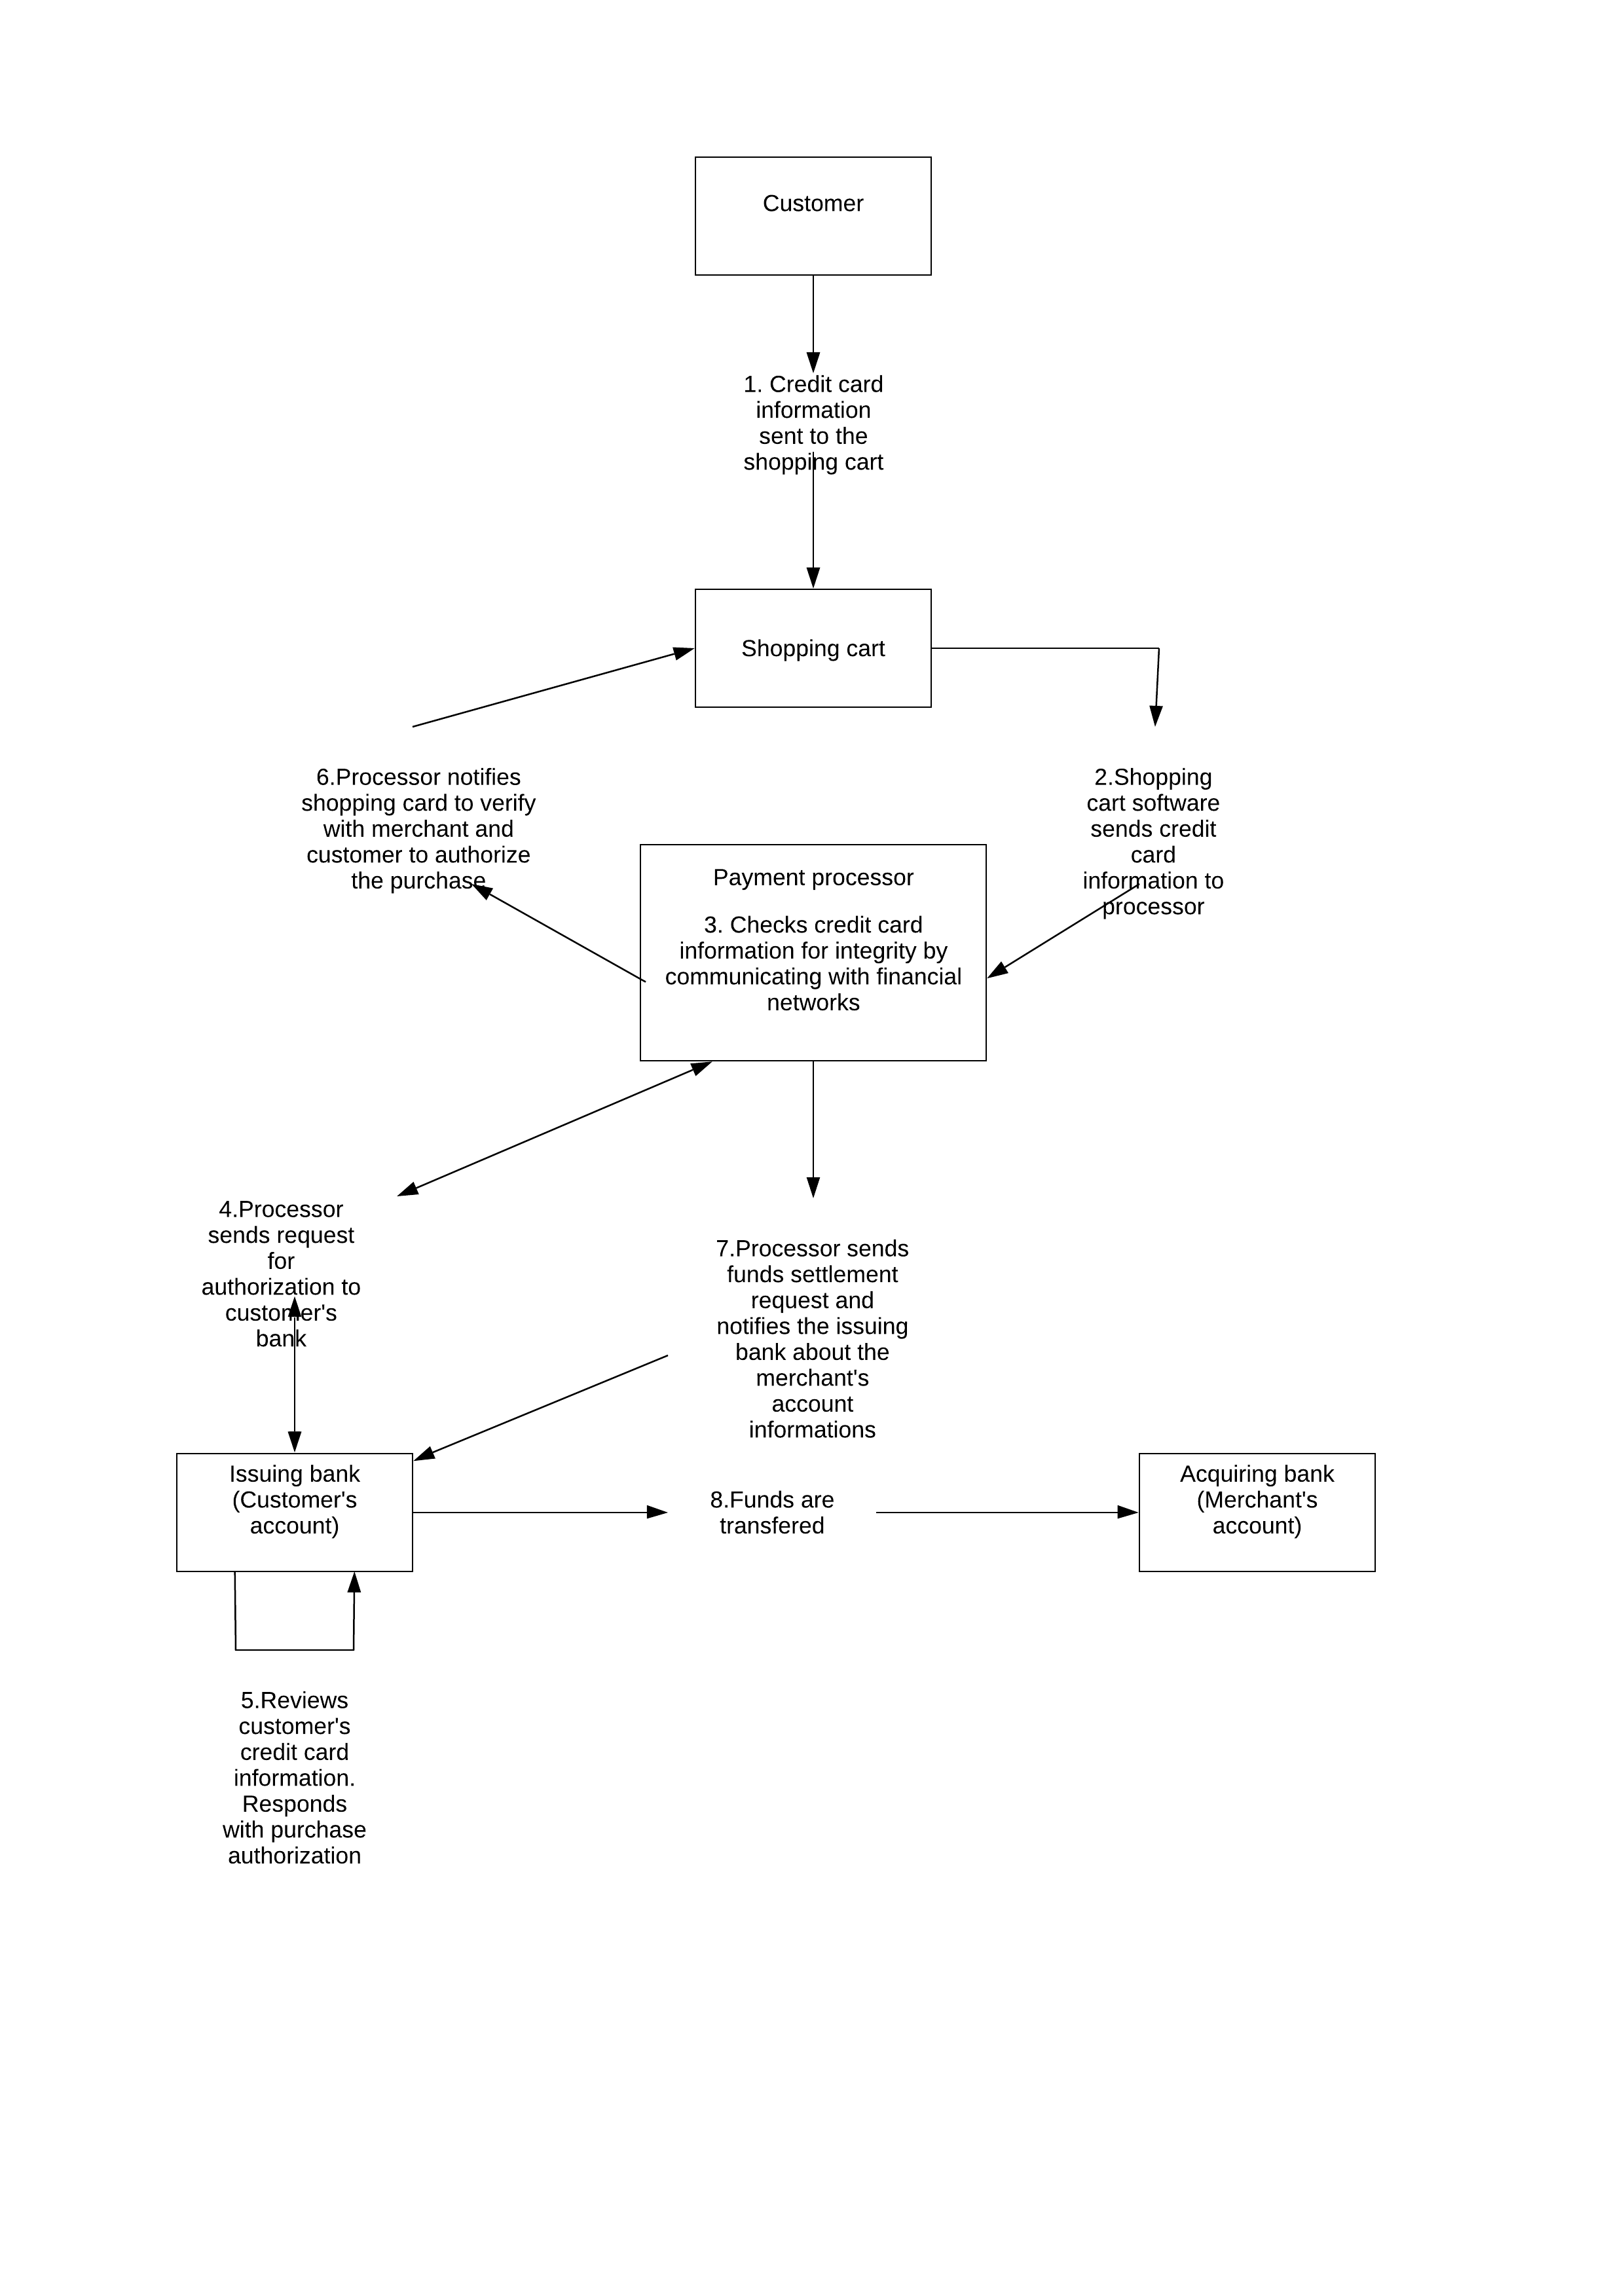 Customer
1. Credit card
information
sent to the
shopping cart
Shopping cart
6.Processor notifies
shopping card to verify
with merchant and
customer to authorize
the purchase
2.Shopping
cart software
sends credit
card
information to
processor
Payment processor
3. Checks credit card
information for integrity by
communicating with financial
networks
4.Processor
sends request
for
authorization to
customer's
bank
7.Processor sends
funds settlement
request and
notifies the issuing
bank about the
merchant's
account
informations
Issuing bank
(Customer's
account)
8.Funds are
transfered
Acquiring bank
(Merchant's
account)
5.Reviews
customer's
credit card
information.
Responds
with purchase
authorization